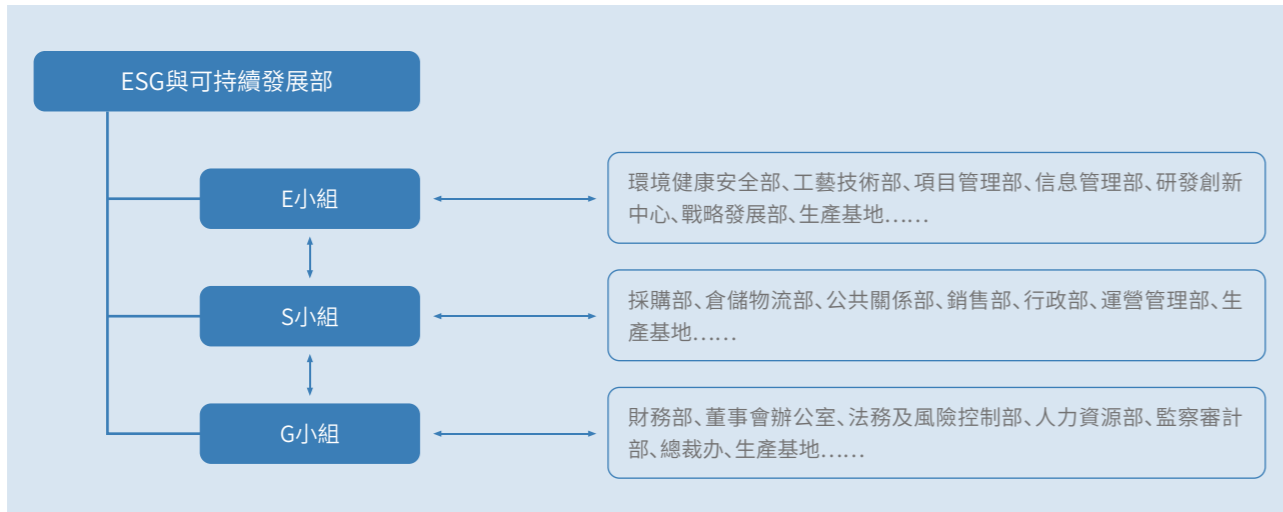 ESG與可持續發展部
E小組
環境健康安全部、工藝技術部、項目管理部、信息管理部、研發創新
中心、戰略發展部、生產基地……
S小組
採購部、倉儲物流部、公共關係部、銷售部、行政部、運營管理部、生
產基地……
G小組
財務部、董事會辦公室、法務及風險控制部、人力資源部、監察審計
部、總裁办、生產基地……